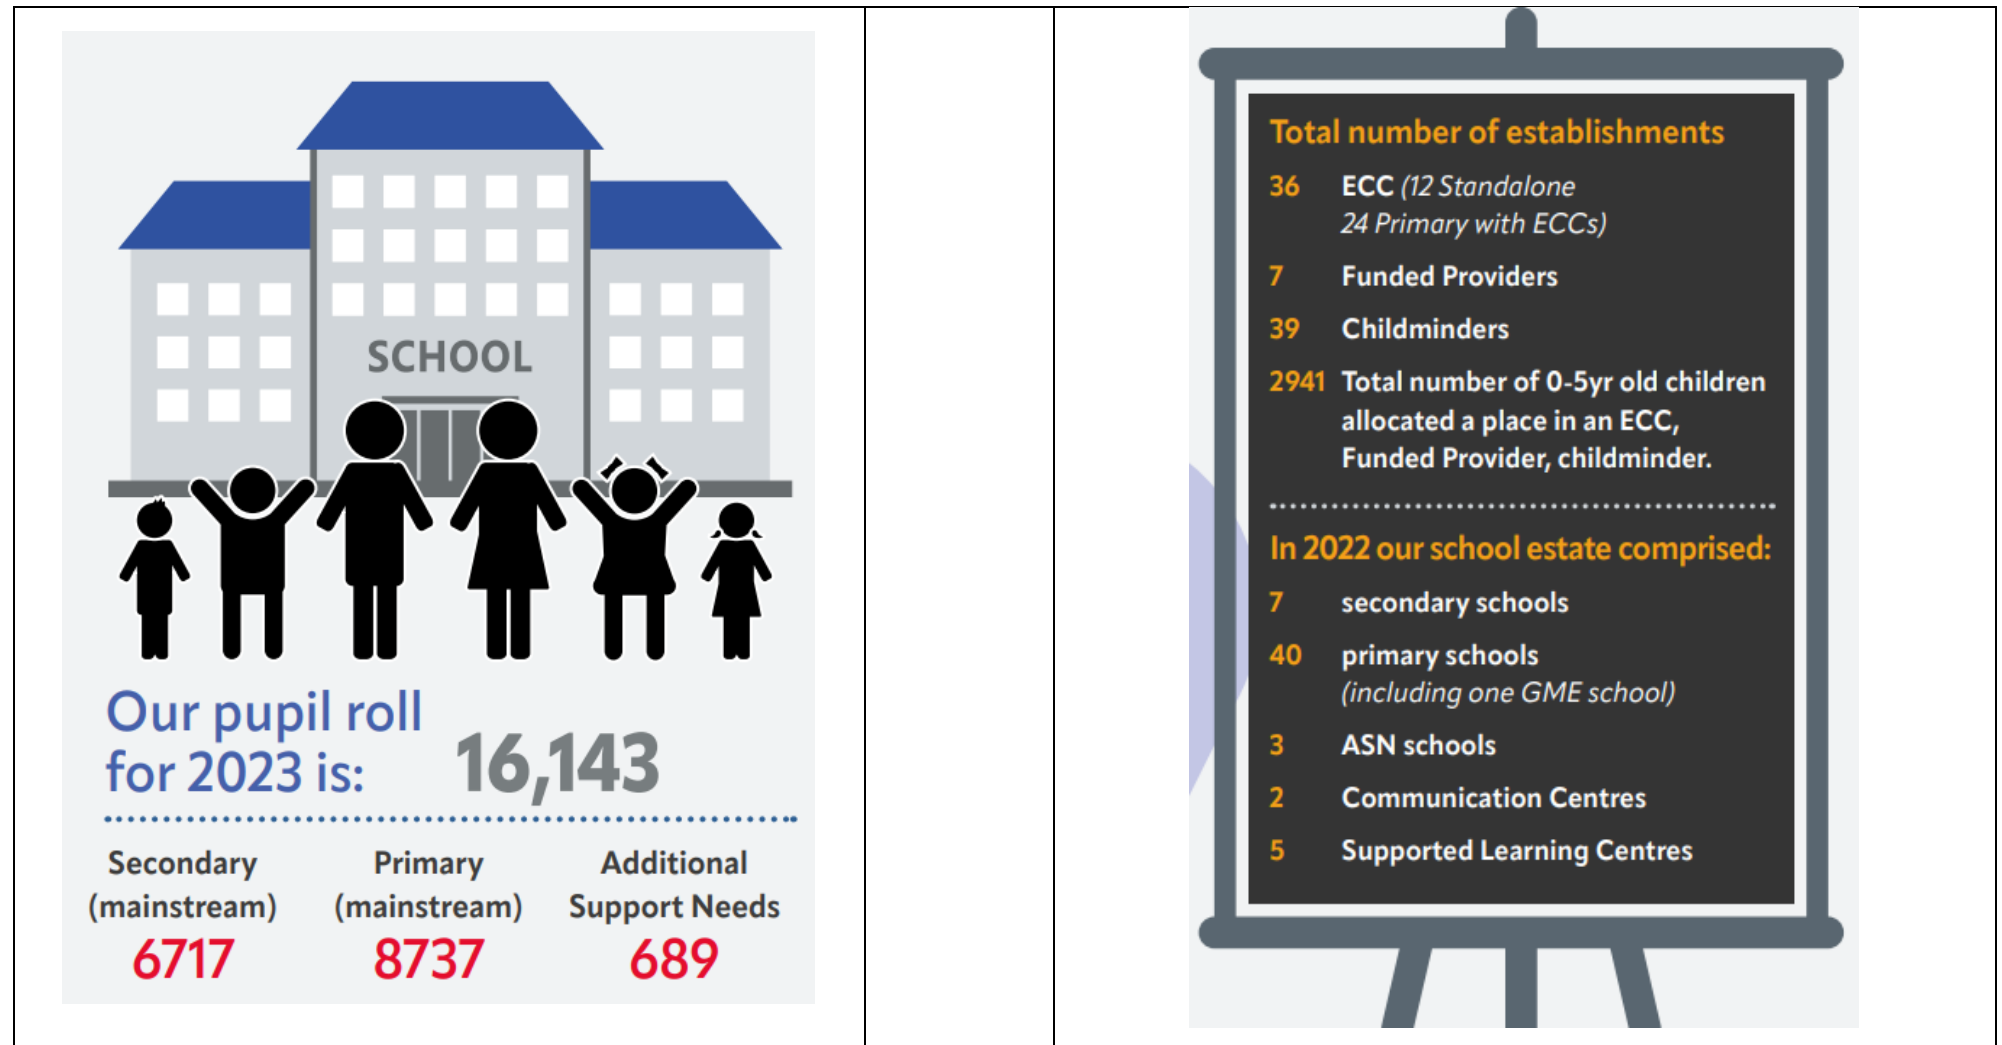 SCHOOL
Our pupil roll
for 2023 is:
16,143
Secondary
(mainstream)
6717
Primary
(mainstream)
8737
Additional
Support Needs
689
Total number of establishments
36 ECC (12 Standalone
24 Primary with ECCs)
7 Funded Providers
39 Childminders
2941 Total number of 0-5yr old children
allocated a place in an ECC,
Funded Provider, childminder.
In 2022 our school estate comprised:
7 secondary schools
40 primary schools
(including one GME school)
3 ASN schools
2 Communication Centres
5 Supported Learning Centres